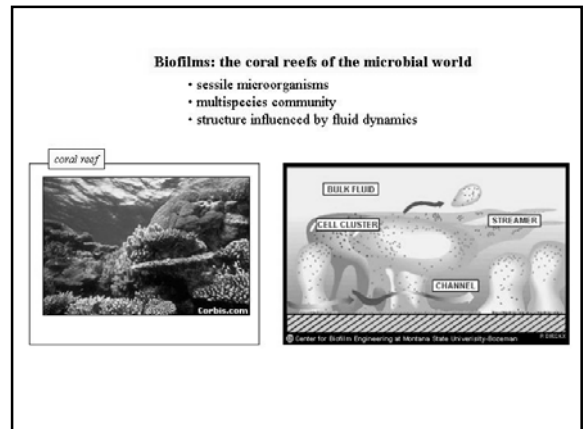 Biofilms: the coral reefs of the microbial world
• sessile microorganisms
• multispecies community
• structure influenced by fluid dynamics
coral reef
Corbis.com
BULK FLUID
CELL CLUSTER
STREAMER
CHANNEL
© Center for Biofilm Engineering at Montana State Univerisity-Bozeman